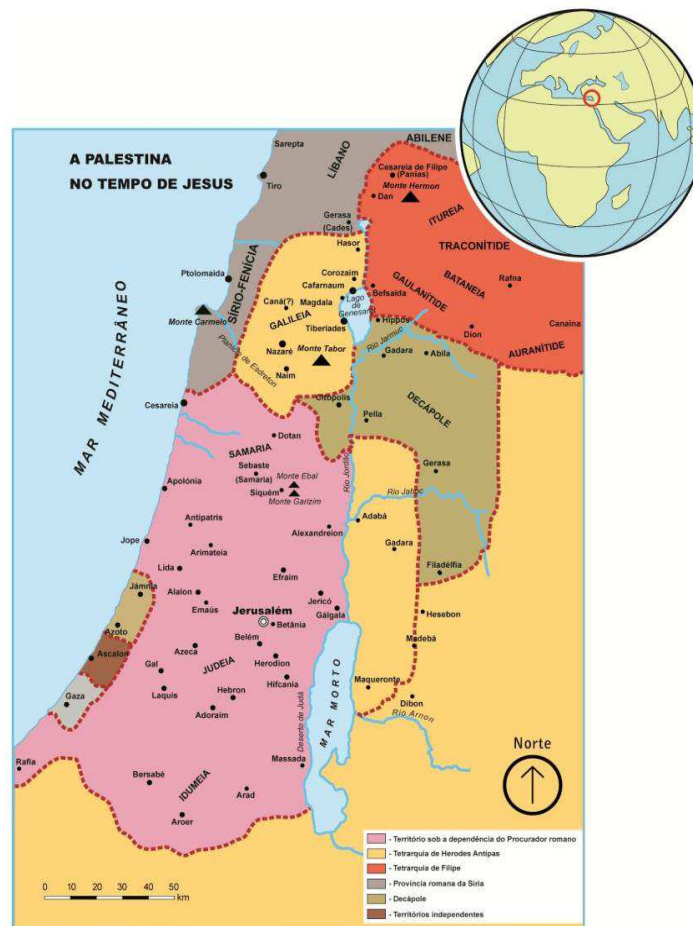 A PALESTINA
NO TEMPO DE JESUS
ABILENE
Sarepta
LÍBANO
Tiro
Cesareia de Filipe
(Panias)
Monte Hermon
Dan
ITUREIA
Gerasa
(Cades)
TRACONÍTIDE
Hasor
SÍRIO-FENÍCIA
Ptolomaida
Corozaim
Cafarnaum
BATANEIA
Rafna
GAULANÍTIDE
Betsaida
Caná(?)
Magdala
Lago
de
Genesaré
Monte Carmelo
GALILEIA
Tiberíades
Hippos
Canaina
Dion
AURANÍTIDE
Planície de Esdrelon
Nazaré
Monte Tabor
Rio Jarmuc
Gadara
Abila
Naim
MAR MEDITERRÂNEO
Cesareia
Citópolis
Pella
DECÁPOLE
Dotan
SAMARIA
Sebaste
(Samaria)
Monte Ebal
Siquém
Monte Garizim
Rio Jordão
Gerasa
Apolónia
Rio Jaboc
Antipatris
Alexandreion
Adabá
Jope
Arimateia
Gadara
Lida
Efraim
Filadélfia
Jámnia
Alaion
Emaús
Jericó
Gálgala
Hesebon
Jerusalém
Betânia
Azoto
Belém
Madebá
Ascalon
Azeca
JUDEIA
Herodion
Gal
Hifcania
Maqueronte
Gaza
Laquis
Hebron
Dibon
Adoraim
Rio Arnon
Deserto de Judá
MAR MORTO
Norte
Rafia
Massada
Bersabé
IDUMEIA
Arad
Aroer
- Território sob a dependência do Procurador romano
- Tetrarquia de Herodes Antipas
- Tetrarquia de Filipe
- Província romana da Síria
- Decápole
- Territórios independentes
0 10 20 30 40 50
km